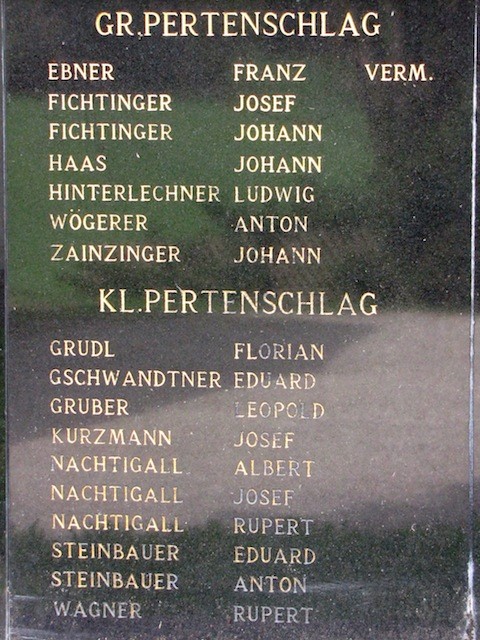 GR.PERTENSCHLAG
EBNER FRANZ VERM.
FICHTINGER JOSEF
FICHTINGER JOHANN
HAAS JOHANN
HINTERLECHNER LUDWIG
WÖGERER ANTON
ZAINZINGER JOHANN
KL.PERTENSCHLAG
GRUDL FLORIAN
GSCHWANDTNER EDUARD
GRUBER LEOPOLD
KURZMANN JOSEF
NACHTIGALL ALBERT
NACHTIGALL JOSEF
NACHTIGALL RUPERT
STEINBAUER EDUARD
STEINBAUER ANTON
WAGNER RUPERT